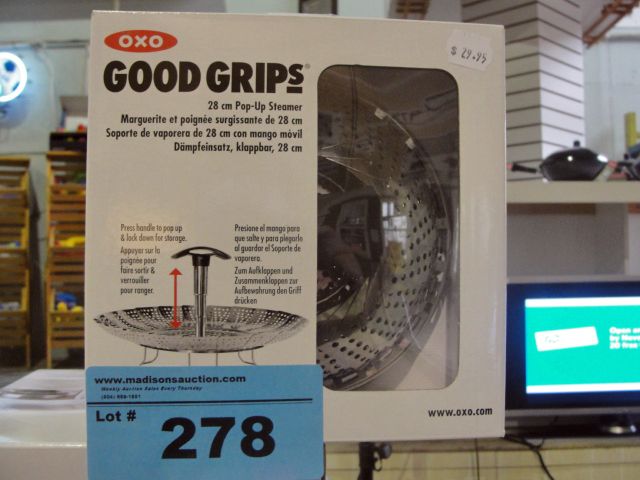 OXO
$29.95
GOOD GRIPS
28 cm Pop-Up Steamer
Marguerite et poignée surgissante de 28 cm
Soporte de vaporera de 28 cm con mango móvil
Dämpfeinsatz, klappbar, 28 cm
Press handle to pop up
& lock down for storage.
Appuyer sur la
poignée pour
faire sortir &
verrouiller
pour ranger.
Presione el mango para
que salte y para plegarlo
al guardar el Soporte de
vaporera.
Zum Aufklappen und
Zusammenklappen zur
Aufbewahrung den Griff
drücken
www.madisonsauction.com
Weekly Auction Sales Every Thursday
Lot #
278
www.oxo.com